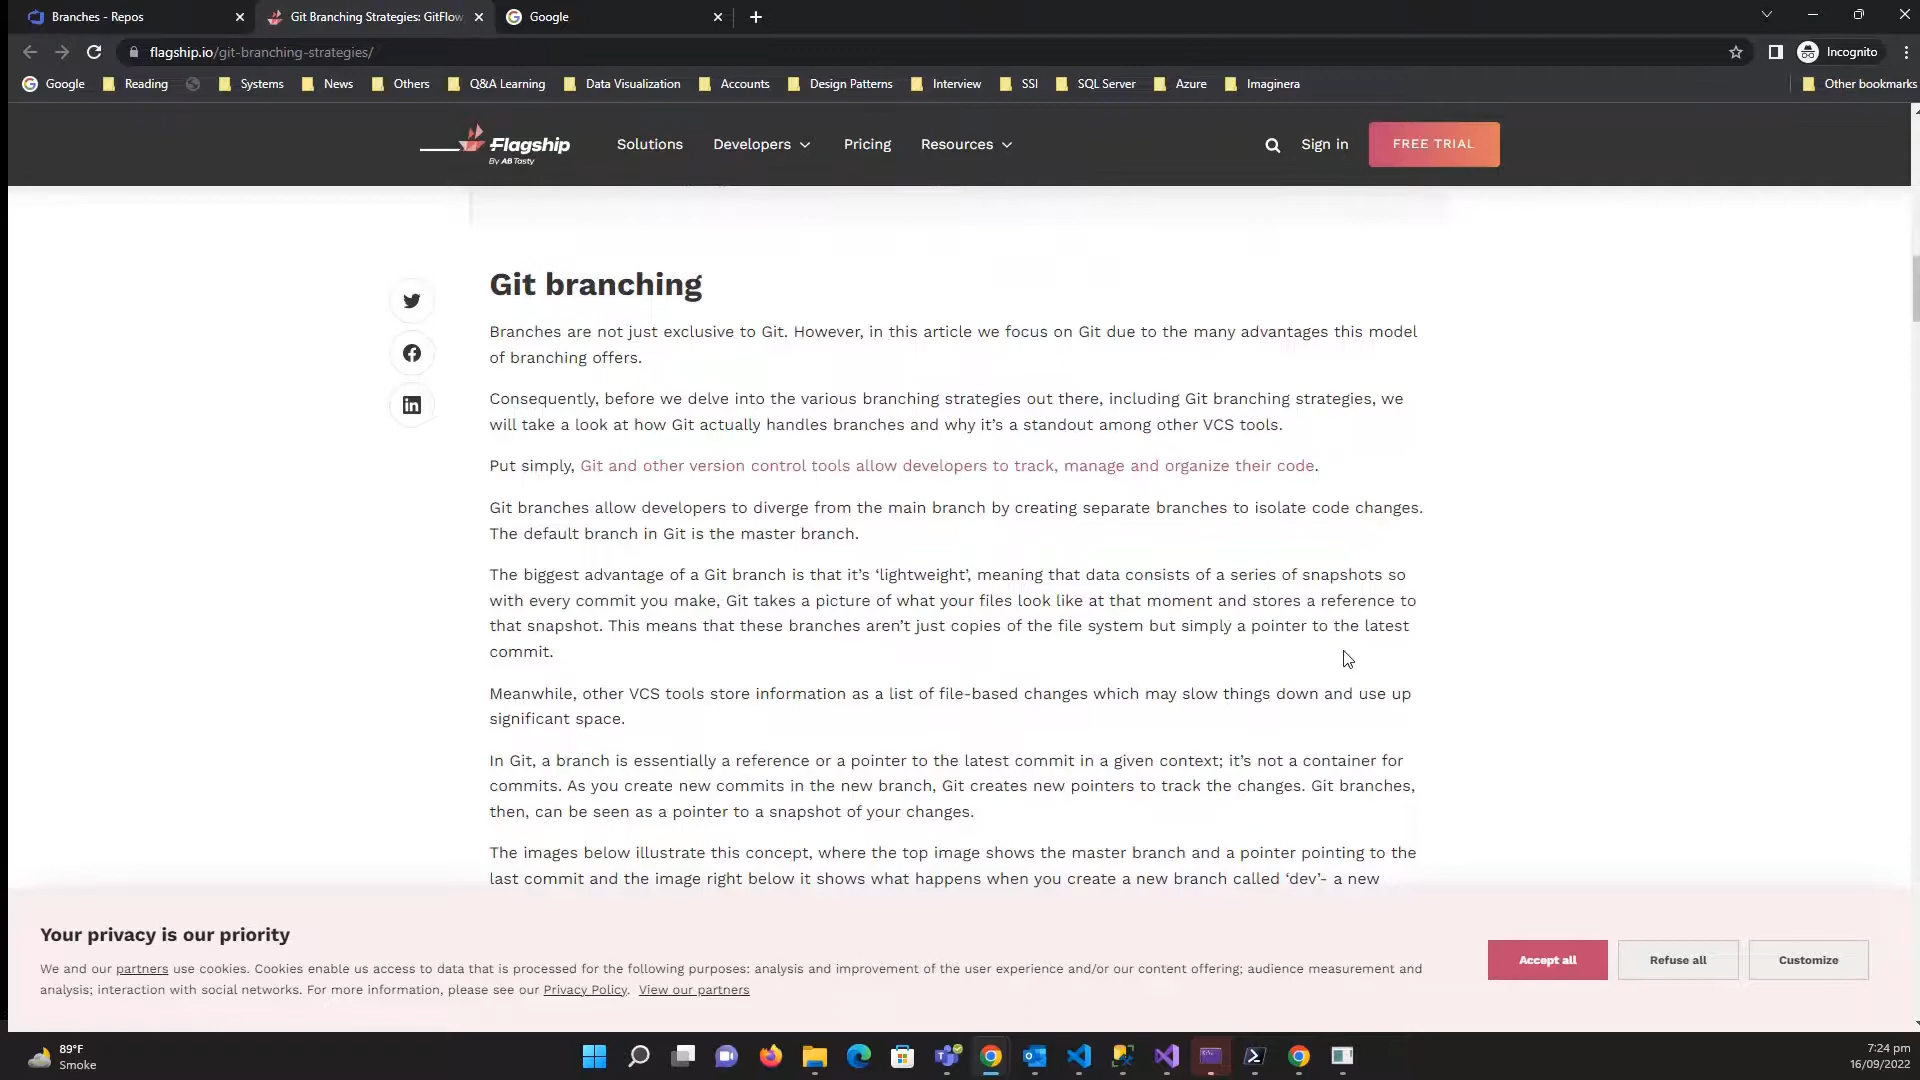 Branches - Repos
Git Branching Strategies: GitFlow
Google
flagship.io/git-branching-strategies/
Incognito
Google
Reading
Systems
News
Others
Q&A Learning
Data Visualization
Accounts
Design Patterns
Interview
SSI
SQL Server
Azure
Imaginera
Other bookmarks
Flagship
By AB Tasty
Solutions
Developers
Pricing
Resources
Sign in
FREE TRIAL
Git branching
Branches are not just exclusive to Git. However, in this article we focus on Git due to the many advantages this model
of branching offers.
Consequently, before we delve into the various branching strategies out there, including Git branching strategies, we
will take a look at how Git actually handles branches and why it’s a standout among other VCS tools.
Put simply, Git and other version control tools allow developers to track, manage and organize their code.
Git branches allow developers to diverge from the main branch by creating separate branches to isolate code changes.
The default branch in Git is the master branch.
The biggest advantage of a Git branch is that it’s ‘lightweight’, meaning that data consists of a series of snapshots so
with every commit you make, Git takes a picture of what your files look like at that moment and stores a reference to
that snapshot. This means that these branches aren’t just copies of the file system but simply a pointer to the latest
commit.
Meanwhile, other VCS tools store information as a list of file-based changes which may slow things down and use up
significant space.
In Git, a branch is essentially a reference or a pointer to the latest commit in a given context; it’s not a container for
commits. As you create new commits in the new branch, Git creates new pointers to track the changes. Git branches,
then, can be seen as a pointer to a snapshot of your changes.
The images below illustrate this concept, where the top image shows the master branch and a pointer pointing to the
last commit and the image right below it shows what happens when you create a new branch called ‘dev’- a new
Your privacy is our priority
We and our partners use cookies. Cookies enable us access to data that is processed for the following purposes: analysis and improvement of the user experience and/or our content offering; audience measurement and
analysis; interaction with social networks. For more information, please see our Privacy Policy. View our partners
Accept all
Refuse all
Customize
89°F
Smoke
7:24 pm
16/09/2022